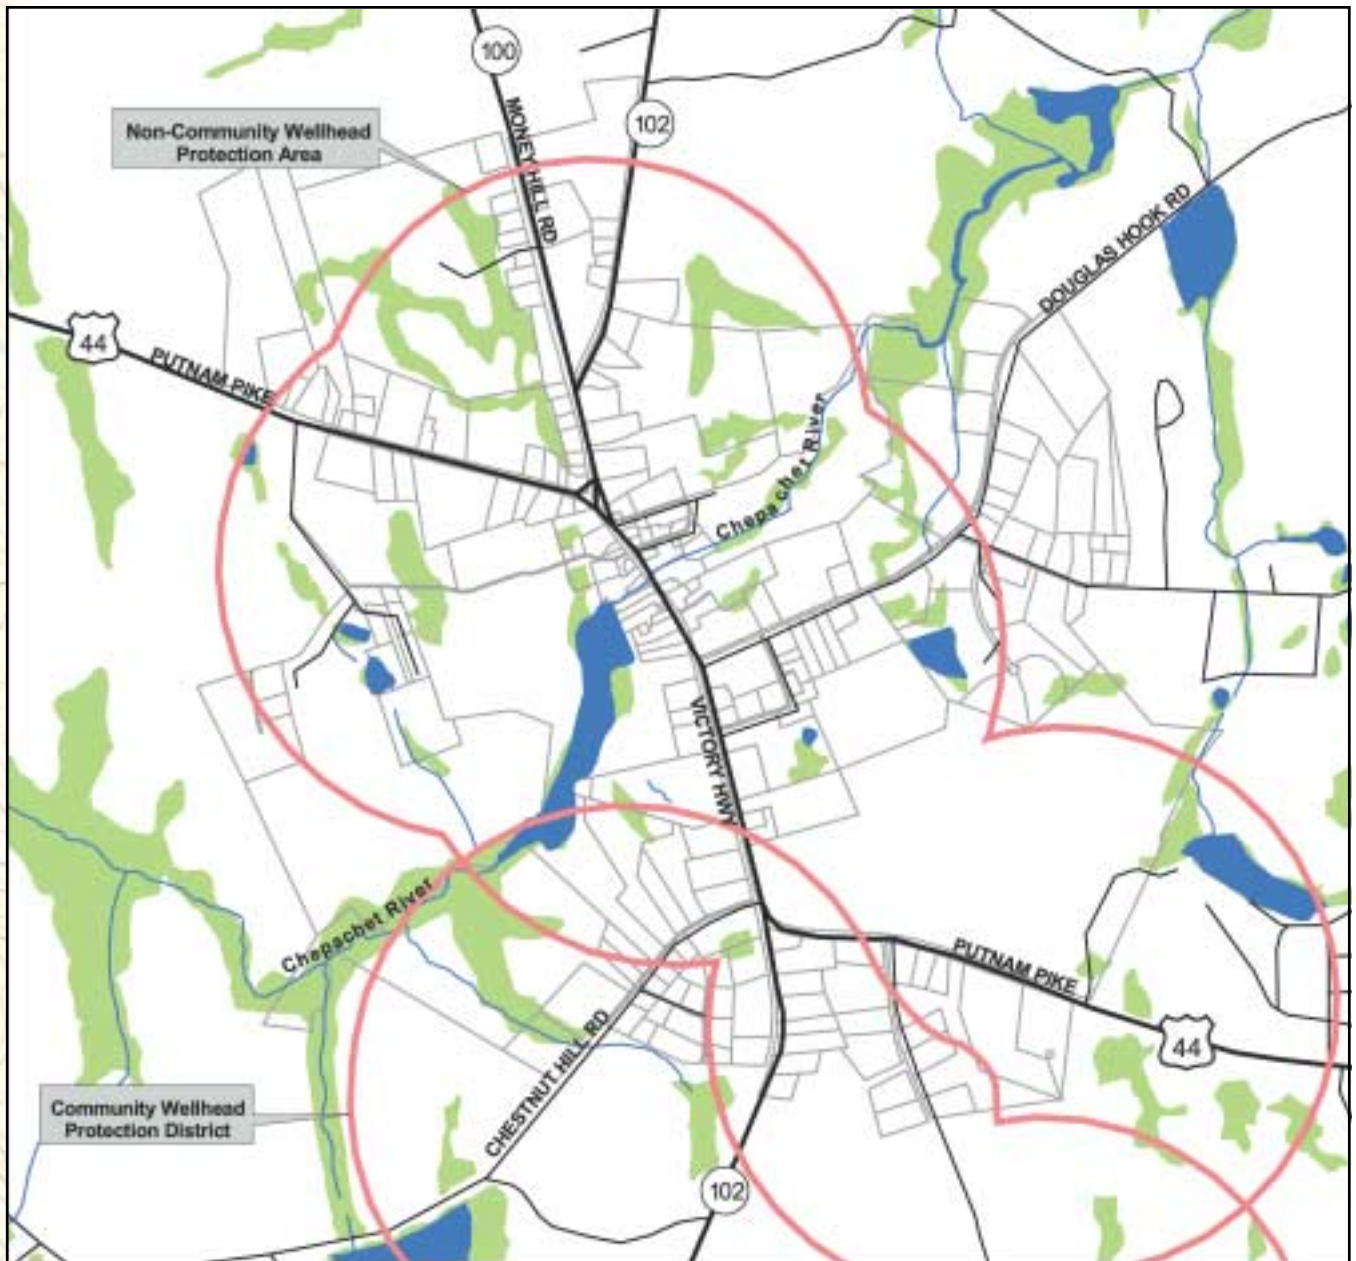 100
MONEY HILL RD
102
Non-Community Wellhead
Protection Area
DOUGLAS HOOK RD
44
PUTNAM PIKE
Chepachet River
VICTORY HWY
Chepachet River
PUTNAM PIKE
44
CHESTNUT HILL RD
Community Wellhead
Protection District
102